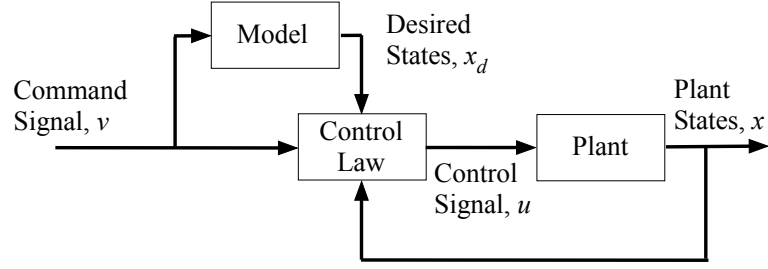 Model
Desired
States, x_d
Command
Signal, v
Control
Law
Control
Signal, u
Plant
Plant
States, x